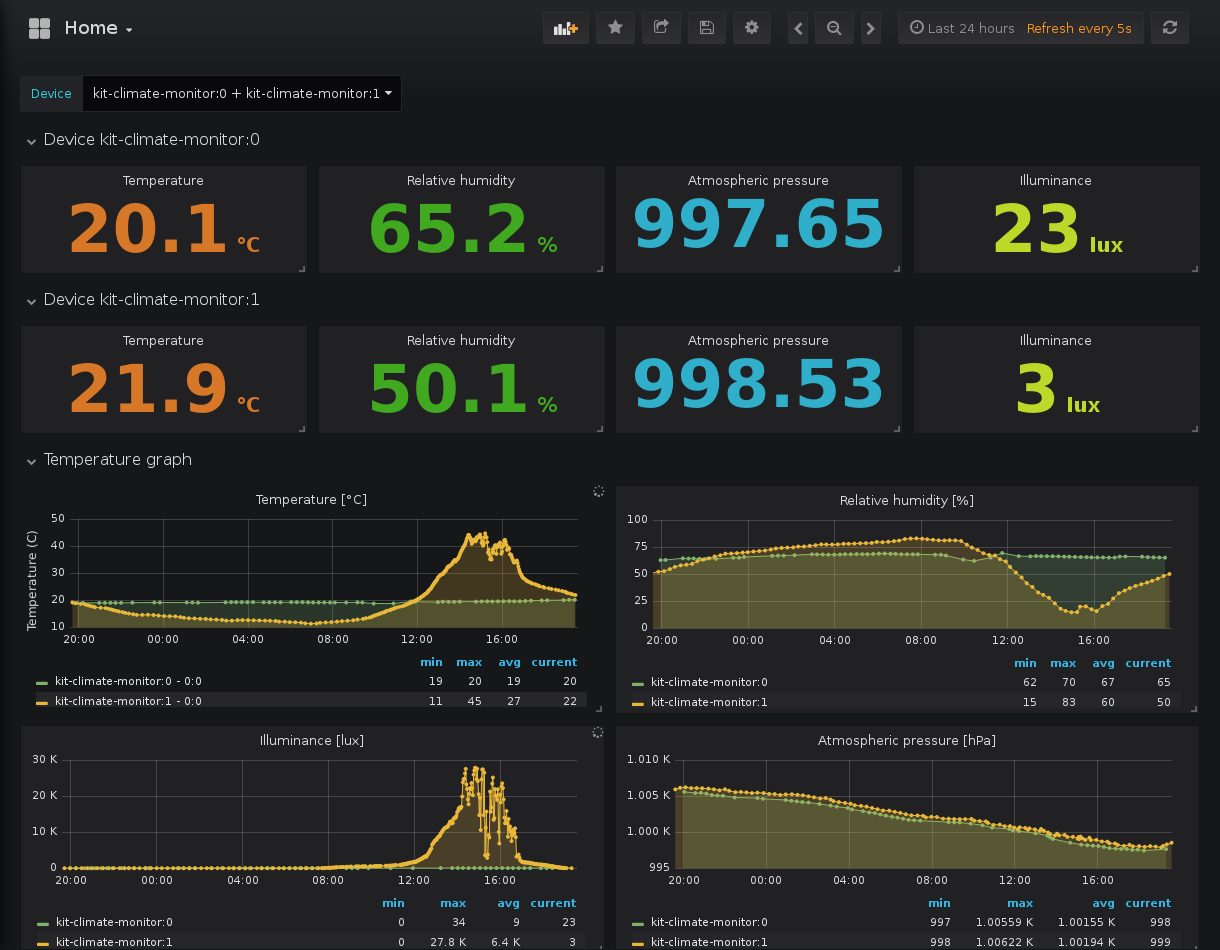 Home
Last 24 hours Refresh every 5s
Device kit-climate-monitor:0 + kit-climate-monitor:1
Device kit-climate-monitor:0
Temperature Relative humidity Atmospheric pressure Illuminance
20.1 °C 65.2 % 997.65 23 lux
Device kit-climate-monitor:1
Temperature Relative humidity Atmospheric pressure Illuminance
21.9 °C 50.1 % 998.53 3 lux
Temperature graph
Temperature [°C]
Temperature (C)
50
40
30
20
10
20:00 00:00 04:00 08:00 12:00 16:00
min max avg current
kit-climate-monitor:0 - 0:0 19 20 19 20
kit-climate-monitor:1 - 0:0 11 45 27 22
Relative humidity [%]
100
75
50
25
0
20:00 00:00 04:00 08:00 12:00 16:00
min max avg current
kit-climate-monitor:0 62 70 67 65
kit-climate-monitor:1 15 83 60 50
Illuminance [lux]
30 K
20 K
10 K
0
20:00 00:00 04:00 08:00 12:00 16:00
min max avg current
kit-climate-monitor:0 0 34 9 23
kit-climate-monitor:1 0 27.8 K 6.4 K 3
Atmospheric pressure [hPa]
1.010 K
1.005 K
1.000 K
995
20:00 00:00 04:00 08:00 12:00 16:00
min max avg current
kit-climate-monitor:0 997 1.00559 K 1.00155 K 998
kit-climate-monitor:1 998 1.00622 K 1.00194 K 999